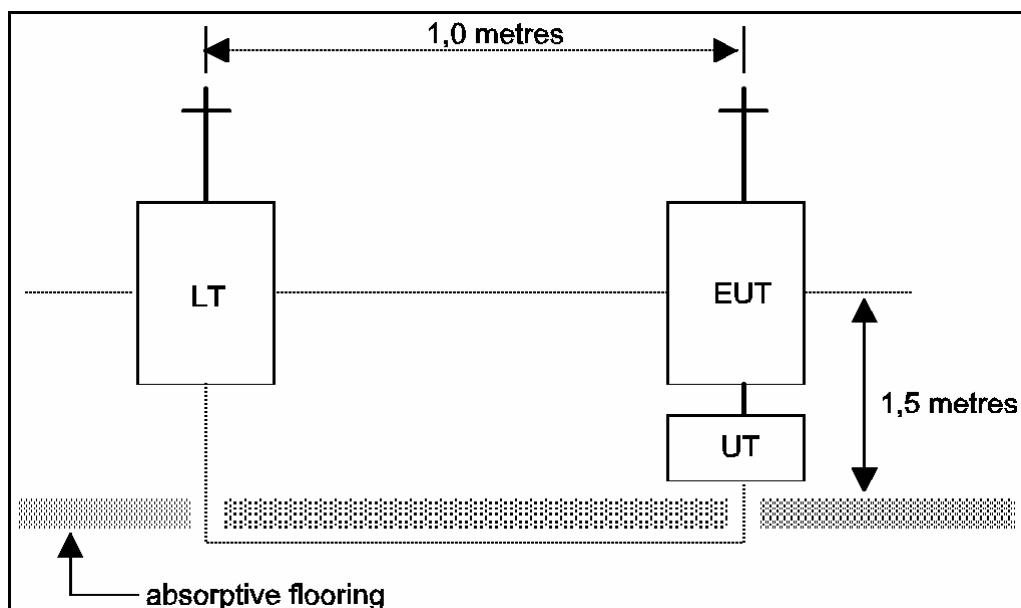 1,0 metres
LT
EUT
1,5 metres
UT
absorptive flooring